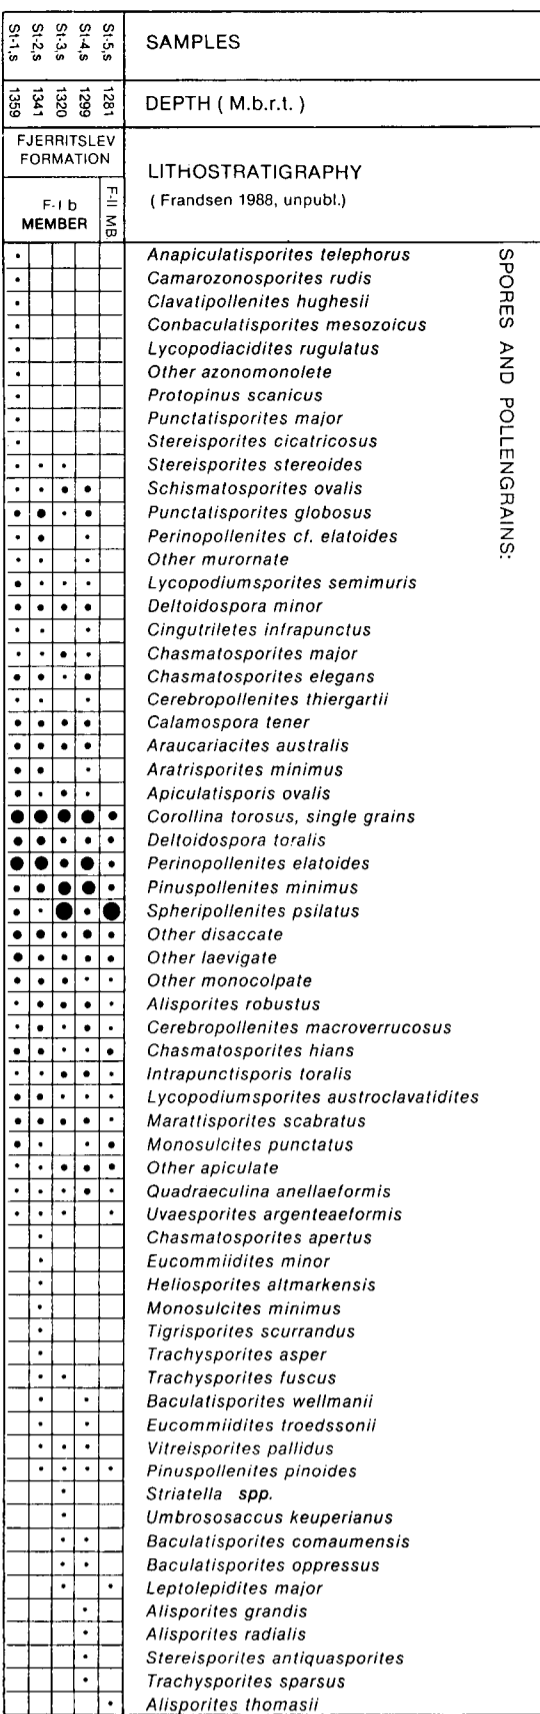 St-1,s St-2,s St-3,s St-4,s St-5,s
SAMPLES
1359 1341 1320 1299 1281
DEPTH ( M.b.r.t. )
FJERRITSLEV
FORMATION
F-I b
MEMBER
F-II MB.
LITHOSTRATIGRAPHY
( Frandsen 1988, unpubl.)
SPORES AND POLLENGRAINS:
Anapiculatisporites telephorus
Camarozonosporites rudis
Clavatipollenites hughesii
Conbaculatisporites mesozoicus
Lycopodiacidites rugulatus
Other azonomonolete
Protopinus scanicus
Punctatisporites major
Stereisporites cicatricosus
Stereisporites stereoides
Schismatosporites ovalis
Punctatisporites globosus
Perinopollenites cf. elatoides
Other murornate
Lycopodiumsporites semimuris
Deltoidospora minor
Cingutriletes infrapunctus
Chasmatosporites major
Chasmatosporites elegans
Cerebropollenites thiergartii
Calamospora tener
Araucariacites australis
Aratrisporites minimus
Apiculatisporis ovalis
Corollina torosus, single grains
Deltoidospora toralis
Perinopollenites elatoides
Pinuspollenites minimus
Spheripollenites psilatus
Other disaccate
Other laevigate
Other monocolpate
Alisporites robustus
Cerebropollenites macroverrucosus
Chasmatosporites hians
Intrapunctisporis toralis
Lycopodiumsporites austroclavatidites
Marattisporites scabratus
Monosulcites punctatus
Other apiculate
Quadraeculina anellaeformis
Uvaesporites argenteaeformis
Chasmatosporites apertus
Eucommiidites minor
Heliosporites altmarkensis
Monosulcites minimus
Tigrisporites scurrandus
Trachysporites asper
Trachysporites fuscus
Baculatisporites wellmanii
Eucommiidites troedssonii
Vitreisporites pallidus
Pinuspollenites pinoides
Striatella spp.
Umbrososaccus keuperianus
Baculatisporites comaumensis
Baculatisporites oppressus
Leptolepidites major
Alisporites grandis
Alisporites radialis
Stereisporites antiquasporites
Trachysporites sparsus
Alisporites thomasii